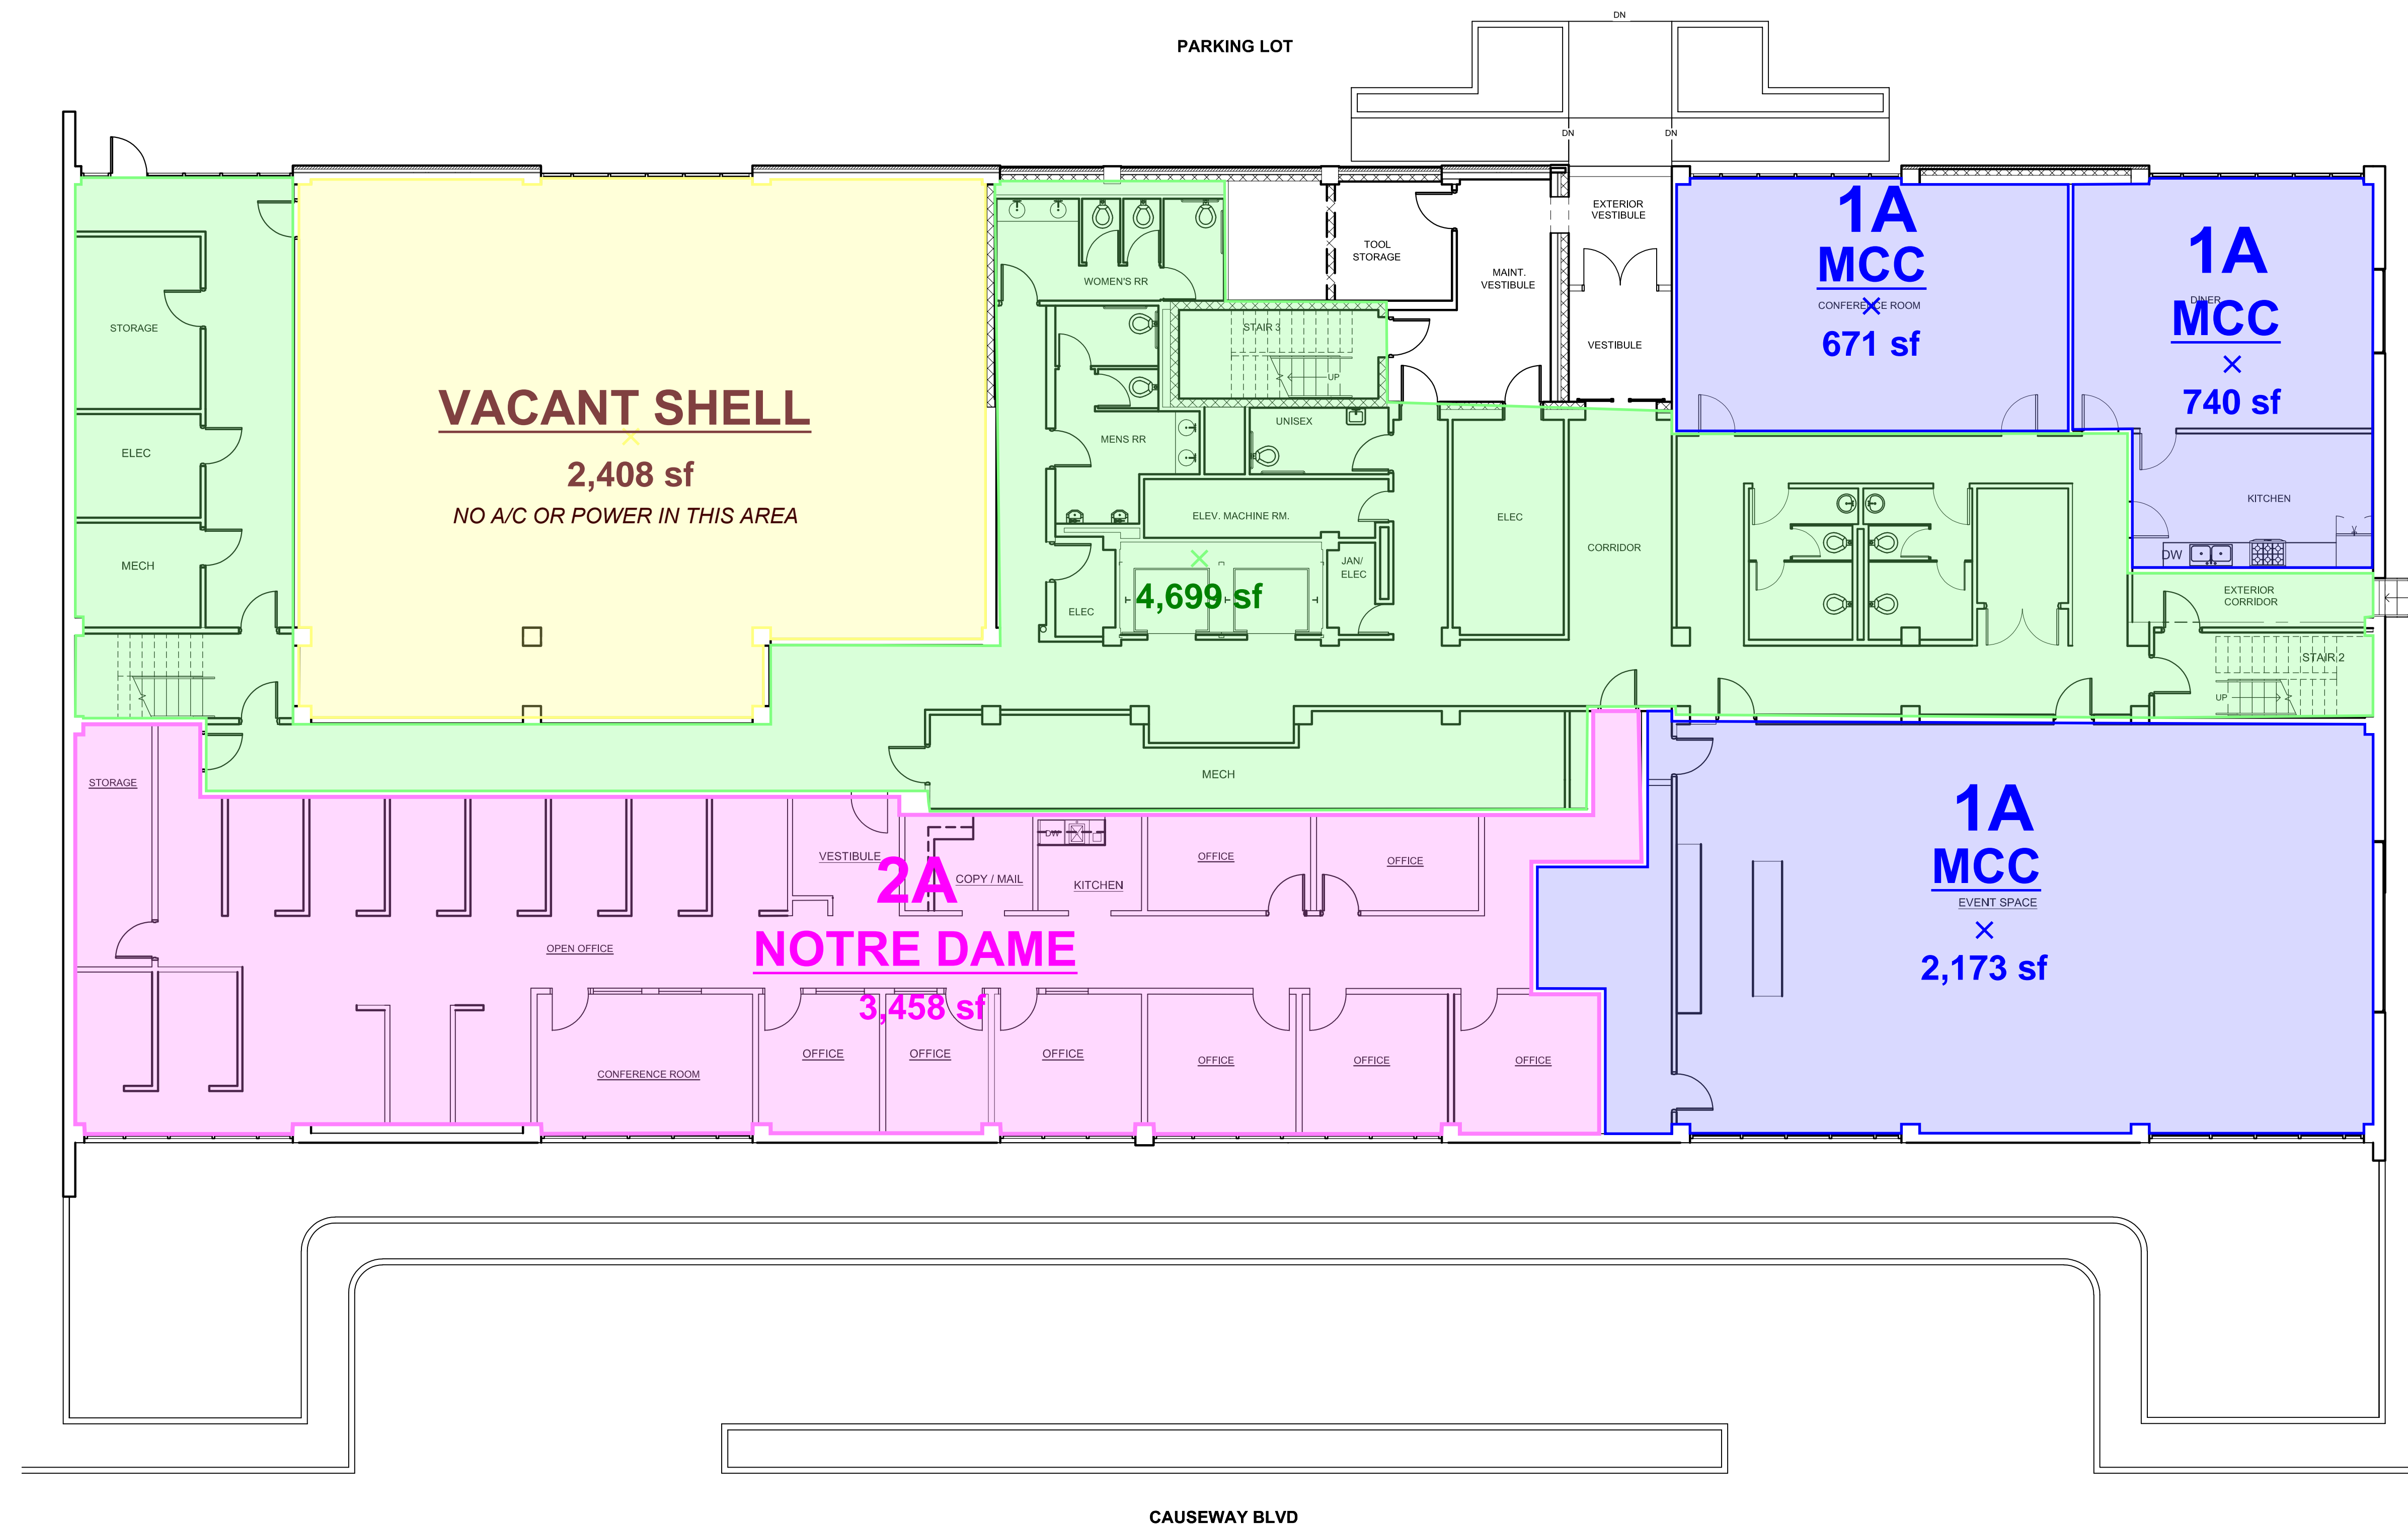 DN
PARKING LOT
DN
DN
EXTERIOR
VESTIBULE
TOOL
STORAGE
MAINT.
VESTIBULE
VESTIBULE
1A
MCC
CONFERENCE ROOM
671 sf
1A
DINER
MCC
740 sf
KITCHEN
DW
STORAGE
ELEC
MECH
VACANT SHELL
2,408 sf
NO A/C OR POWER IN THIS AREA
WOMEN'S RR
STAIR 3
UP
MENS RR
UNISEX
ELEV. MACHINE RM.
ELEC
CORRIDOR
JAN/
ELEC
ELEC
4,699 sf
EXTERIOR
CORRIDOR
STAIR 2
UP
MECH
STORAGE
VESTIBULE
DW
COPY / MAIL
KITCHEN
OFFICE
OFFICE
2A
NOTRE DAME
3,458 sf
OPEN OFFICE
CONFERENCE ROOM
OFFICE
OFFICE
OFFICE
OFFICE
OFFICE
OFFICE
1A
MCC
EVENT SPACE
2,173 sf
CAUSEWAY BLVD